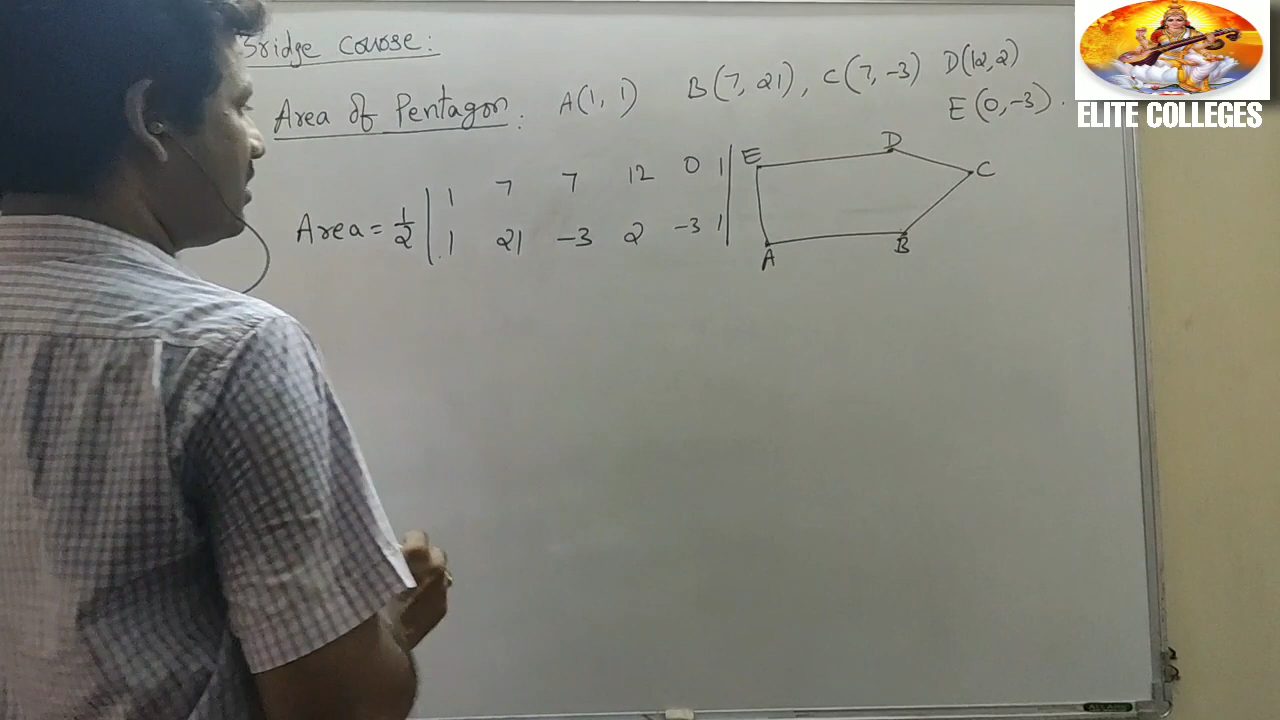 Bridge course:
Area of Pentagon: A(1, 1) B(7, 21), C(7, -3) D(12, 2)
E(0, -3).
Area = 1/2 | 1 7 7 12 0 1 |
| 1 21 -3 2 -3 1 |
E D C
A B
ELITE COLLEGES